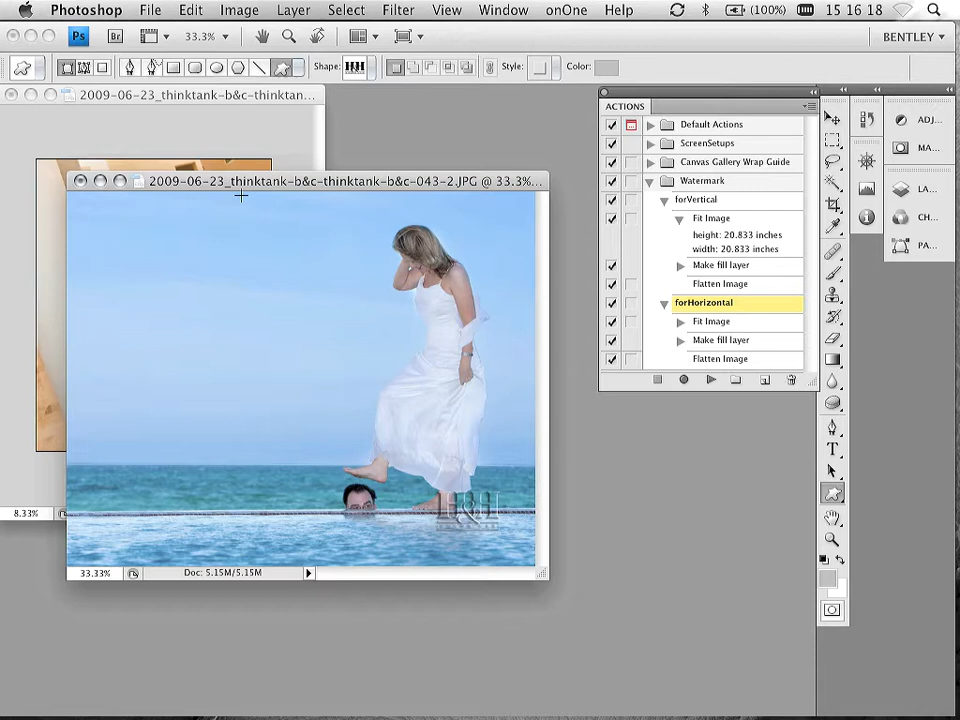 Photoshop File Edit Image Layer Select Filter View Window onOne Help (100%) 15 16 18
Ps Br 33.3% BENTLEY
Shape: Style: Color:
2009-06-23_thinktank-b&c-thinktan...
2009-06-23_thinktank-b&c-thinktank-b&c-043-2.JPG @ 33.3%...
H&H
8.33%
33.33% Doc: 5.15M/5.15M
ACTIONS
Default Actions
ScreenSetups
Canvas Gallery Wrap Guide
Watermark
forVertical
Fit Image
height: 20.833 inches
width: 20.833 inches
Make fill layer
Flatten Image
forHorizontal
Fit Image
Make fill layer
Flatten Image
T
ADJ...
MA...
LA...
CH...
PA...